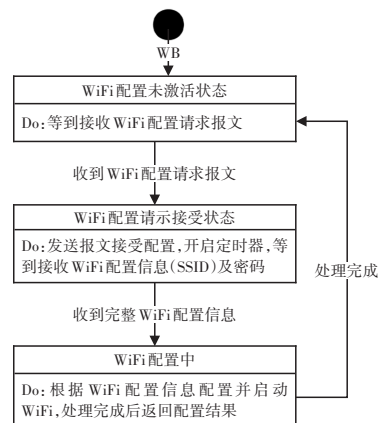 WB
WiFi配置未激活状态
Do:等到接收WiFi配置请求报文
收到WiFi配置请求报文
WiFi配置请示接受状态
Do:发送报文接受配置,开启定时器,等
到接收WiFi配置信息(SSID)及密码
处理完成
收到完整WiFi配置信息
WiFi配置中
Do:根据WiFi配置信息配置并启动
WiFi,处理完成后返回配置结果